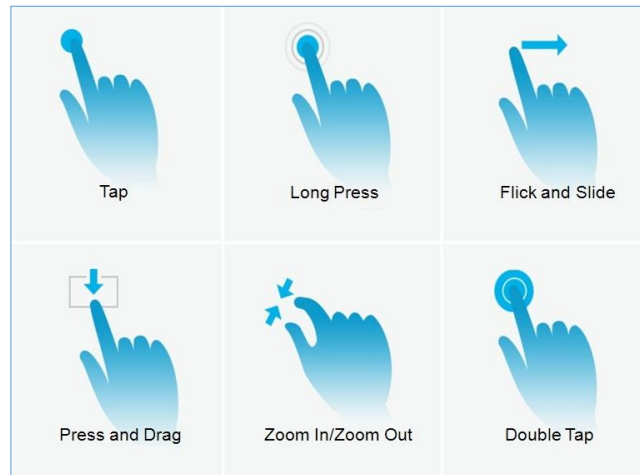 Tap
Long Press
Flick and Slide
Press and Drag
Zoom In/Zoom Out
Double Tap